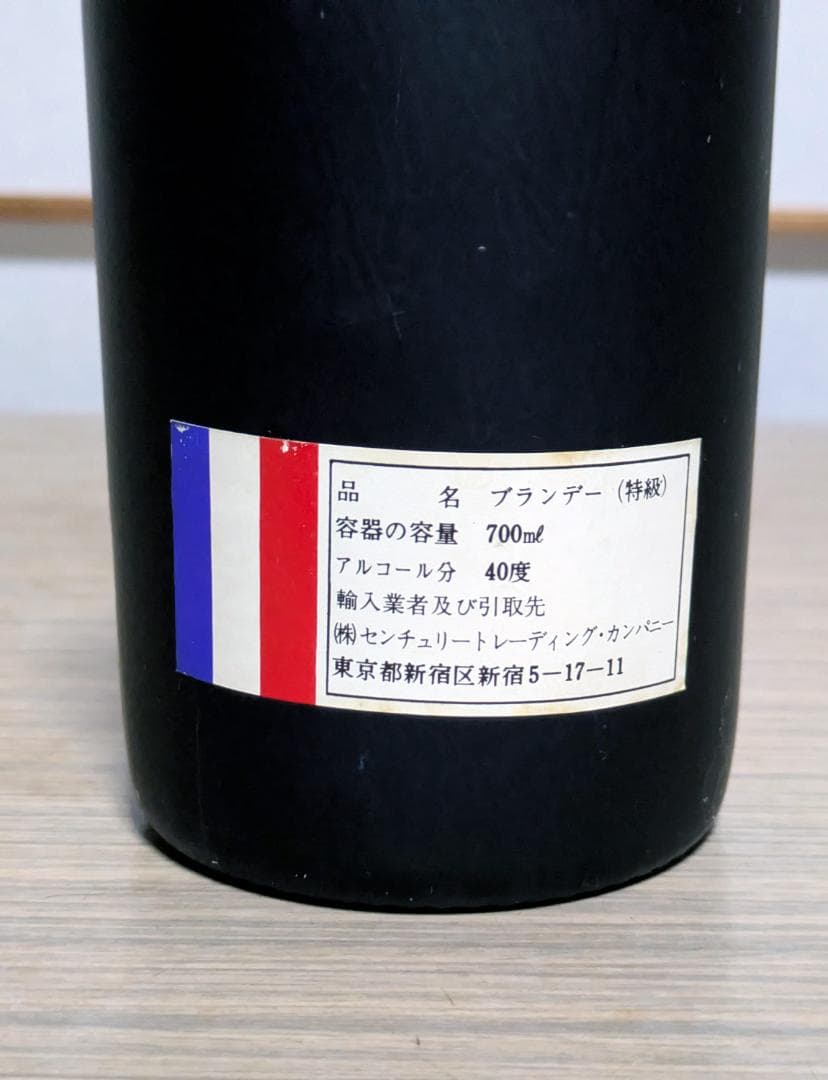 品　　　名　ブランデー（特級）
容器の容量　700㎖
アルコール分　40度
輸入業者及び引取先
㈱センチュリートレーディング・カンパニー
東京都新宿区新宿5－17－11